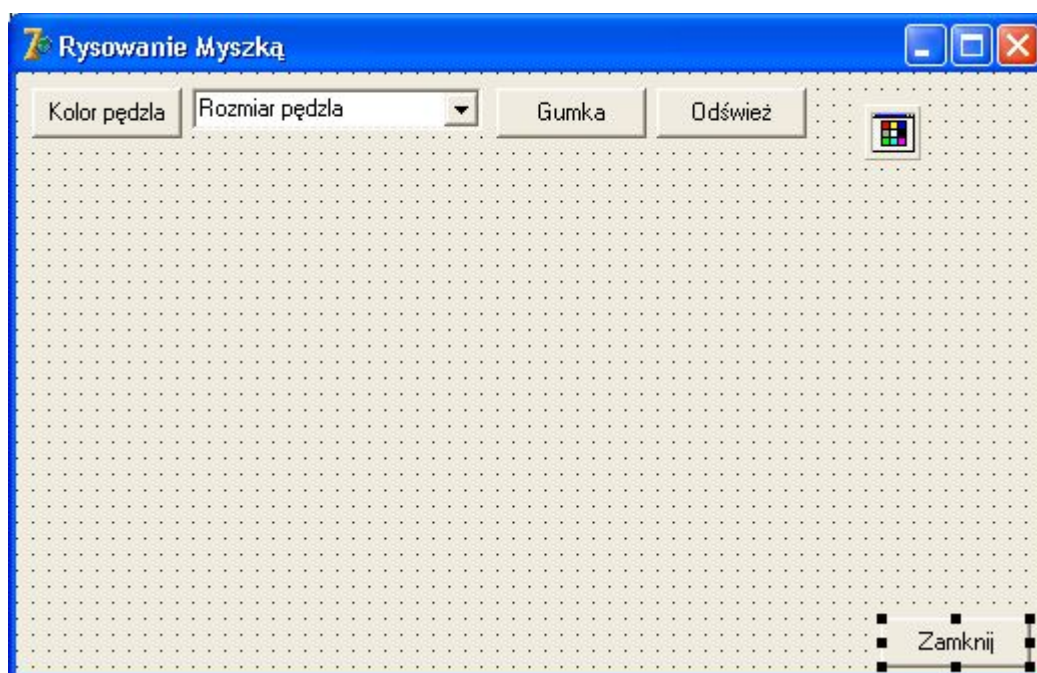 Rysowanie Myszką
Kolor pędzla
Rozmiar pędzla
Gumka
Odśwież
Zamknij